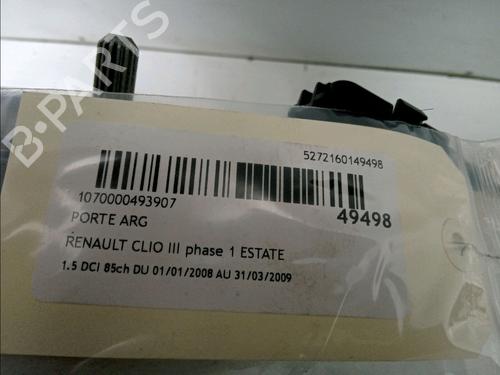 B-PARTS
5272160149498
1070000493907
49498
PORTE ARG
RENAULT CLIO III phase 1 ESTATE
1.5 DCI 85ch DU 01/01/2008 AU 31/03/2009